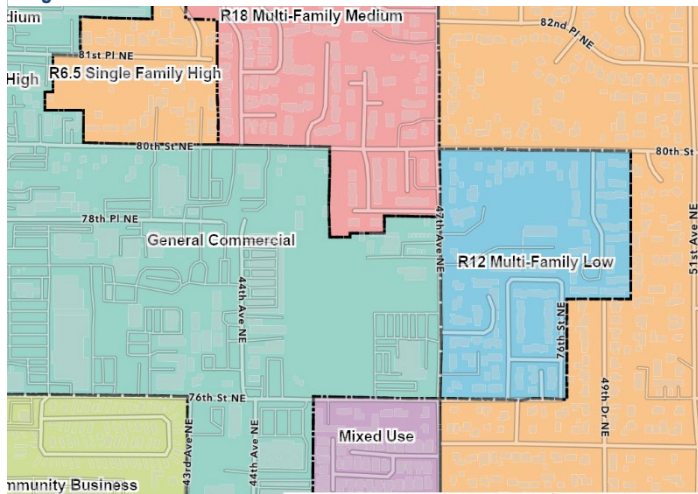 dium
R18 Multi-Family Medium
82nd Pl NE
81st Pl NE
High
R6.5 Single Family High
80th St NE
80th St
47th Ave NE
51st Ave NE
78th Pl NE
General Commercial
R12 Multi-Family Low
44th Ave NE
76th St NE
76th St NE
49th Dr NE
43rd Ave NE
44th Ave NE
Mixed Use
mmunity Business